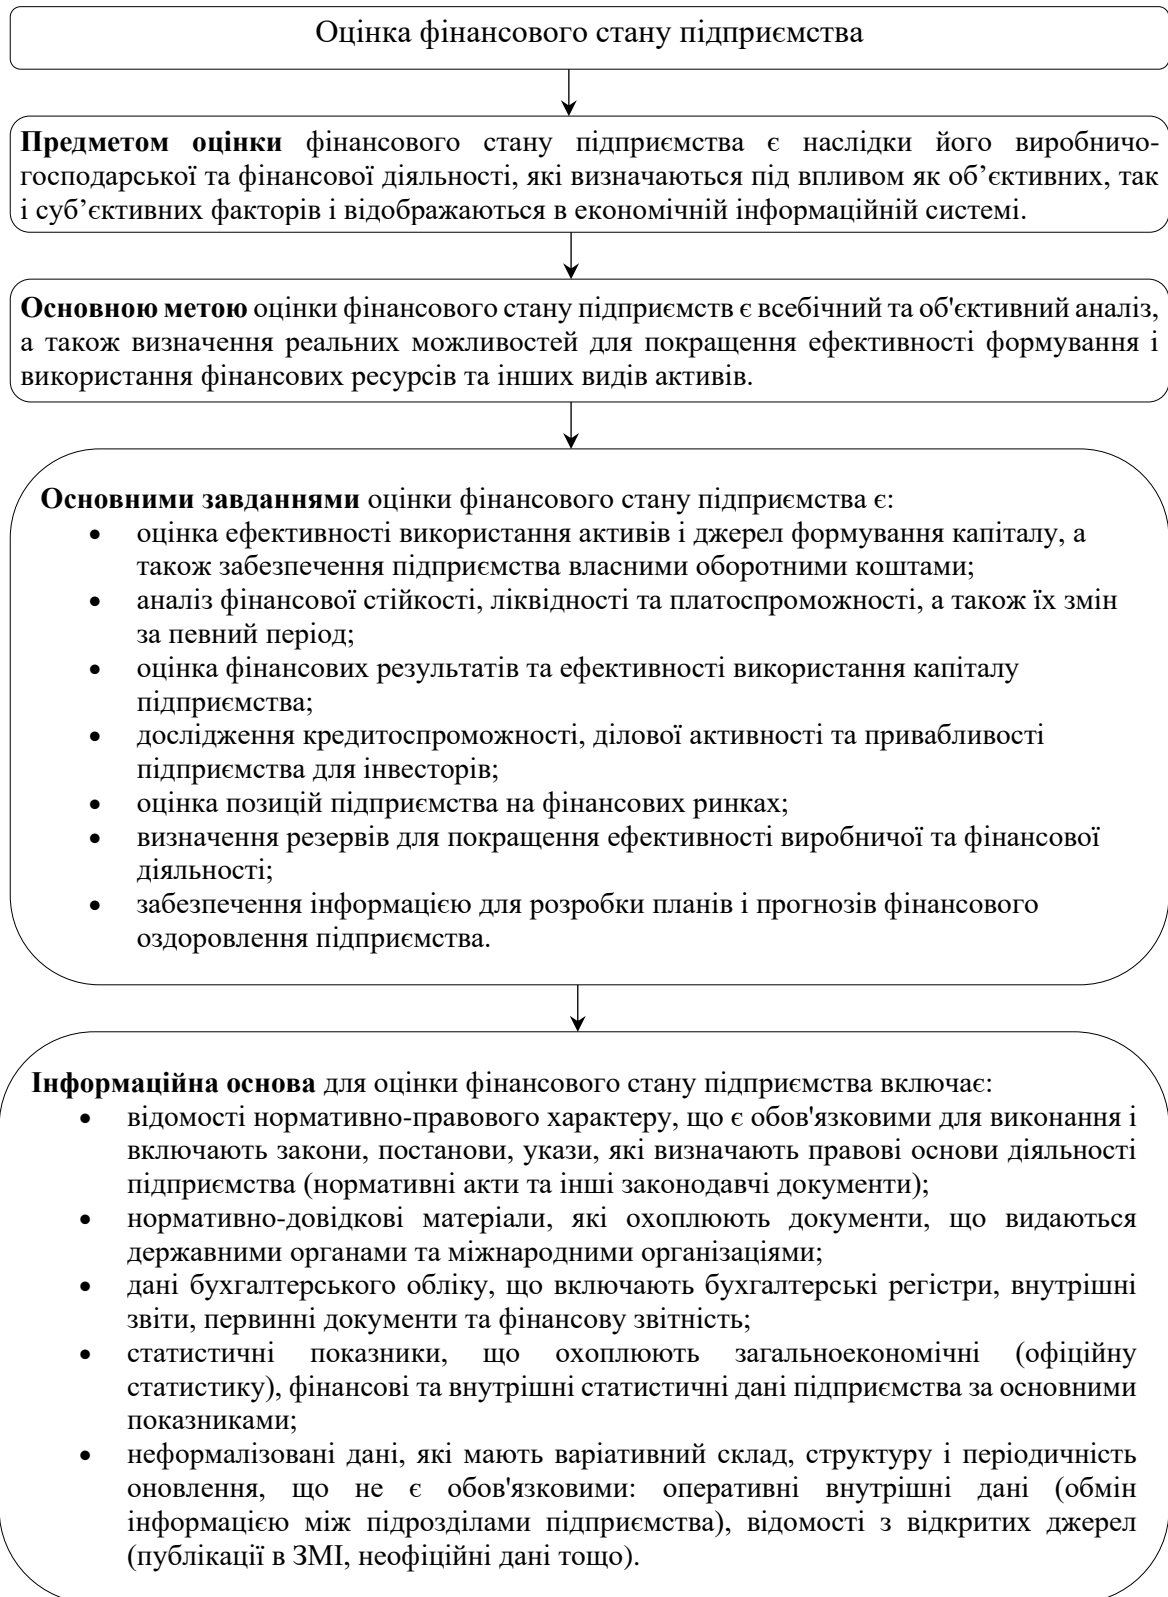 Оцінка фінансового стану підприємства
Предметом оцінки фінансового стану підприємства є наслідки його виробничо-
господарської та фінансової діяльності, які визначаються під впливом як об’єктивних, так
і суб’єктивних факторів і відображаються в економічній інформаційній системі.
Основною метою оцінки фінансового стану підприємств є всебічний та об'єктивний аналіз,
а також визначення реальних можливостей для покращення ефективності формування і
використання фінансових ресурсів та інших видів активів.
Основними завданнями оцінки фінансового стану підприємства є:
• оцінка ефективності використання активів і джерел формування капіталу, а
також забезпечення підприємства власними оборотними коштами;
• аналіз фінансової стійкості, ліквідності та платоспроможності, а також їх змін
за певний період;
• оцінка фінансових результатів та ефективності використання капіталу
підприємства;
• дослідження кредитоспроможності, ділової активності та привабливості
підприємства для інвесторів;
• оцінка позицій підприємства на фінансових ринках;
• визначення резервів для покращення ефективності виробничої та фінансової
діяльності;
• забезпечення інформацією для розробки планів і прогнозів фінансового
оздоровлення підприємства.
Інформаційна основа для оцінки фінансового стану підприємства включає:
• відомості нормативно-правового характеру, що є обов'язковими для виконання і
включають закони, постанови, укази, які визначають правові основи діяльності
підприємства (нормативні акти та інші законодавчі документи);
• нормативно-довідкові матеріали, які охоплюють документи, що видаються
державними органами та міжнародними організаціями;
• дані бухгалтерського обліку, що включають бухгалтерські регістри, внутрішні
звіти, первинні документи та фінансову звітність;
• статистичні показники, що охоплюють загальноекономічні (офіційну
статистику), фінансові та внутрішні статистичні дані підприємства за основними
показниками;
• неформалізовані дані, які мають варіативний склад, структуру і періодичність
оновлення, що не є обов'язковими: оперативні внутрішні дані (обмін
інформацією між підрозділами підприємства), відомості з відкритих джерел
(публікації в ЗМІ, неофіційні дані тощо).